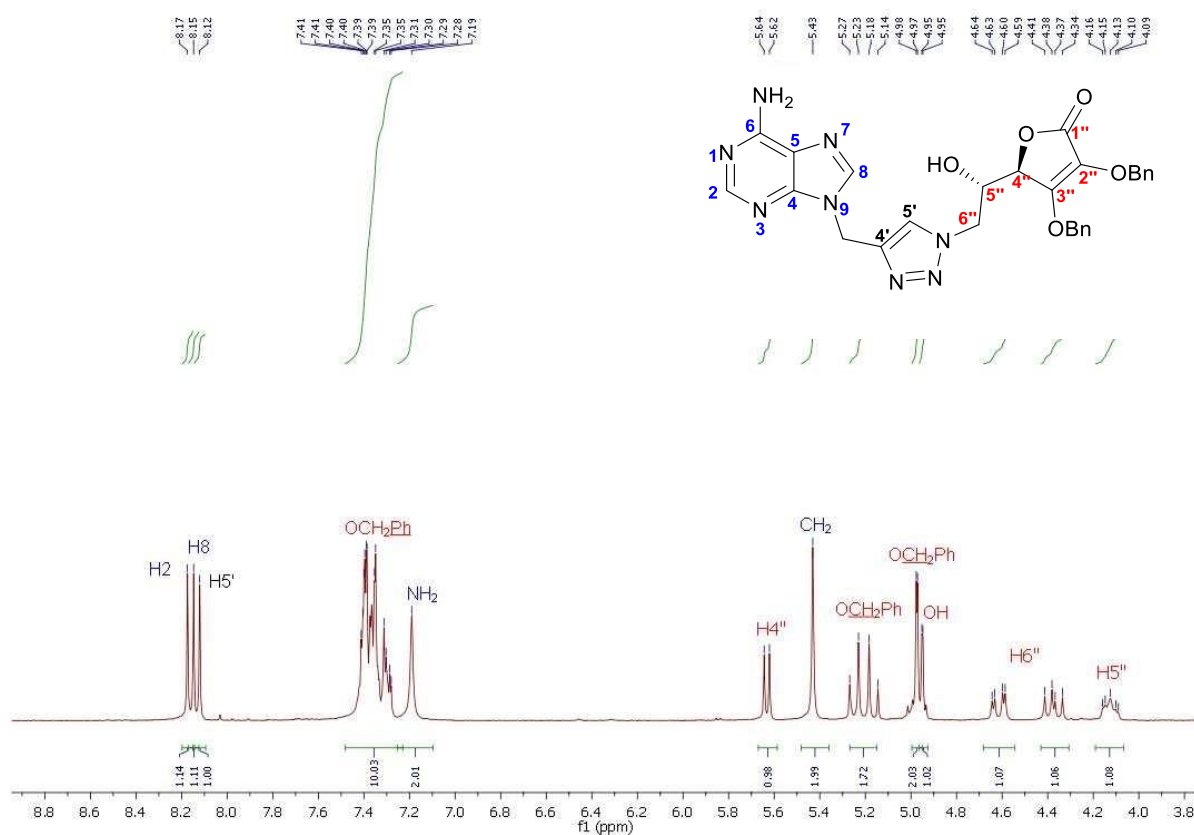 8.17 8.15 8.12 7.41 7.41 7.40 7.40 7.39 7.39 7.35 7.35 7.31 7.30 7.29 7.28 7.19 5.64 5.62 5.43 5.27 5.23 5.18 5.14 4.98 4.97 4.95 4.95 4.64 4.63 4.60 4.59 4.41 4.38 4.37 4.34 4.16 4.15 4.13 4.10 4.09
NH₂
O
6
O
1''
5
7
N
1
N
HO
8
4''
2''
OBn
2
N
4
9
N
5'
5''
3''
3
6''
OBn
4'
N
N
N
OCH₂Ph
CH₂
H8
OCH₂Ph
H2
H5'
NH₂
OCH₂Ph
OH
H4''
H6''
H5''
1.14 1.11 1.00 10.03 2.01 0.98 1.99 1.72 2.03 1.02 1.07 1.06 1.08
8.8 8.6 8.4 8.2 8.0 7.8 7.6 7.4 7.2 7.0 6.8 6.6 6.4 6.2 6.0 5.8 5.6 5.4 5.2 5.0 4.8 4.6 4.4 4.2 4.0 3.8
f1 (ppm)